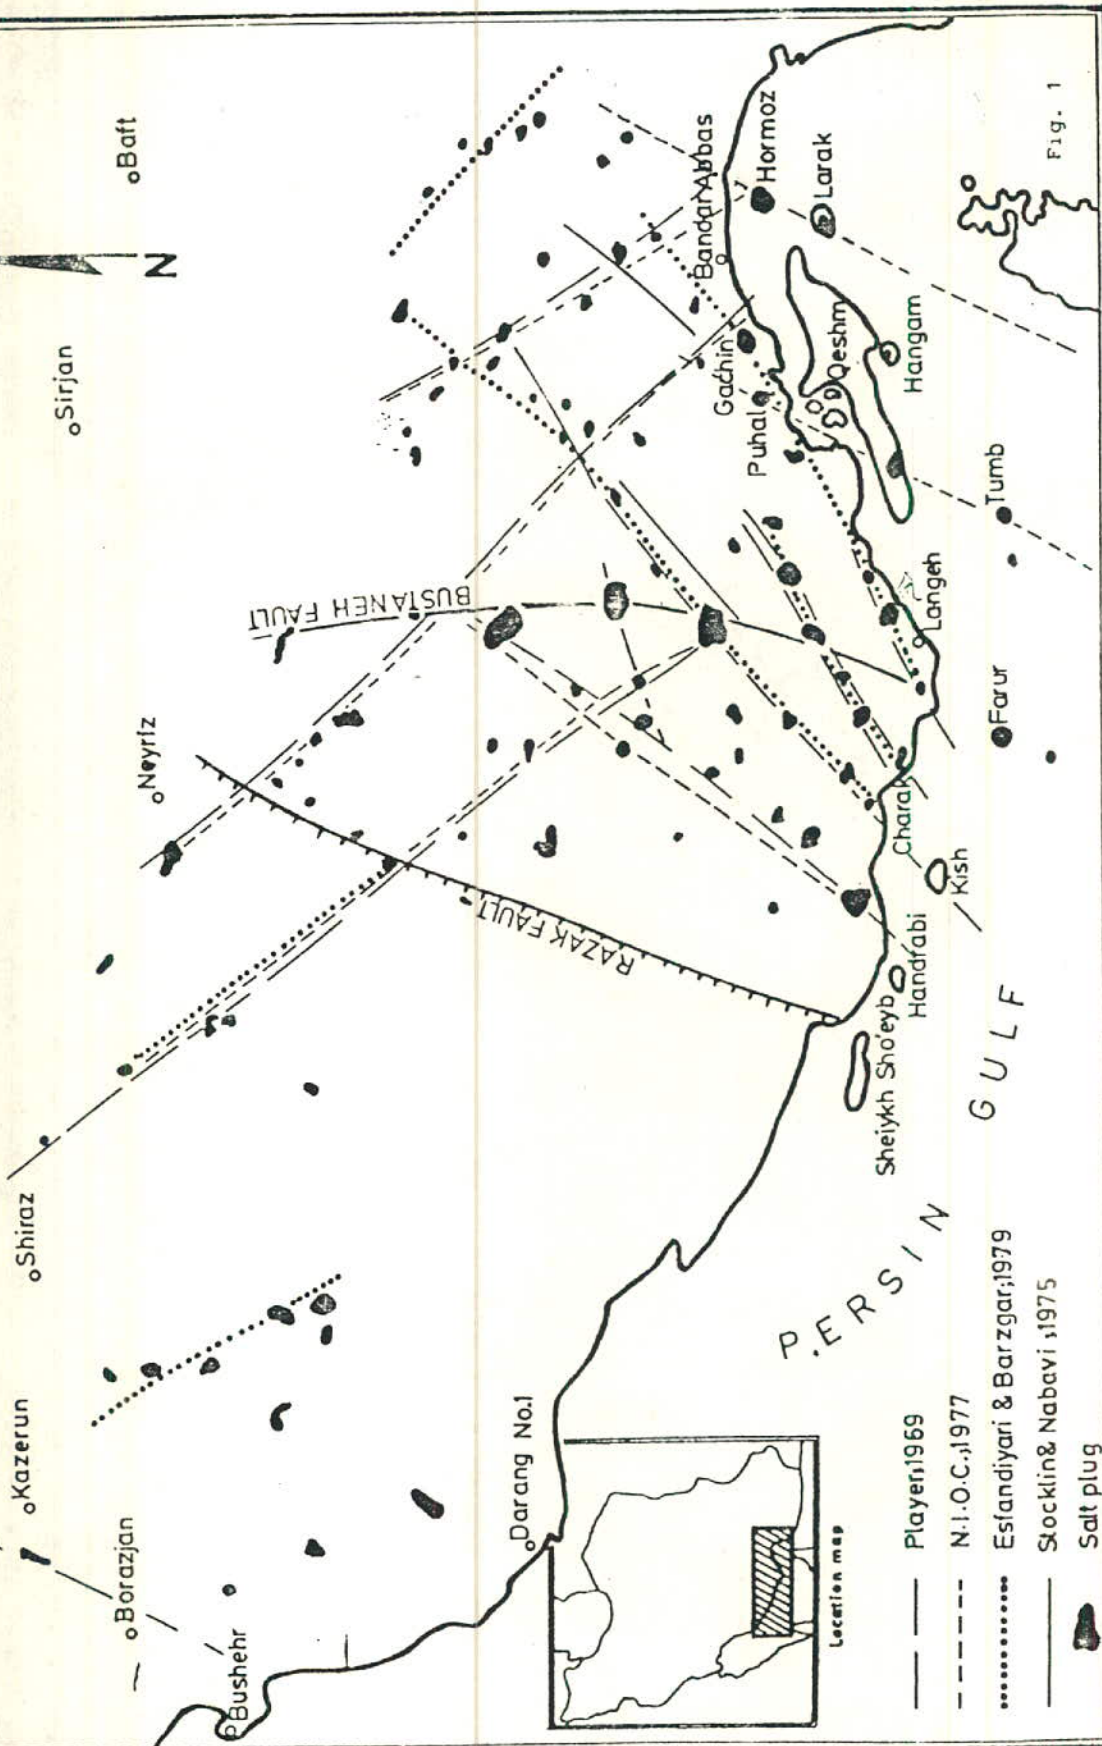 Kazerun
Shiraz
Neyriz
Sirjan
Baft
Borazjan
Bushehr
N
BUSTANEH FAULT
RAZAK FAULT
Darang No.1
Bandar Abbas
Hormoz
Larak
Gachin
Puhal
Qeshm
Hangam
Tumb
Langeh
Farur
Charak
Kish
Handrabi
Sheiykh Sho'eyb
PERSIN GULF
Fig. 1
Location map
Player,1969
N.I.O.C.,1977
Esfandiyari & Barzgar,1979
Stocklin& Nabavi ,1975
Salt plug